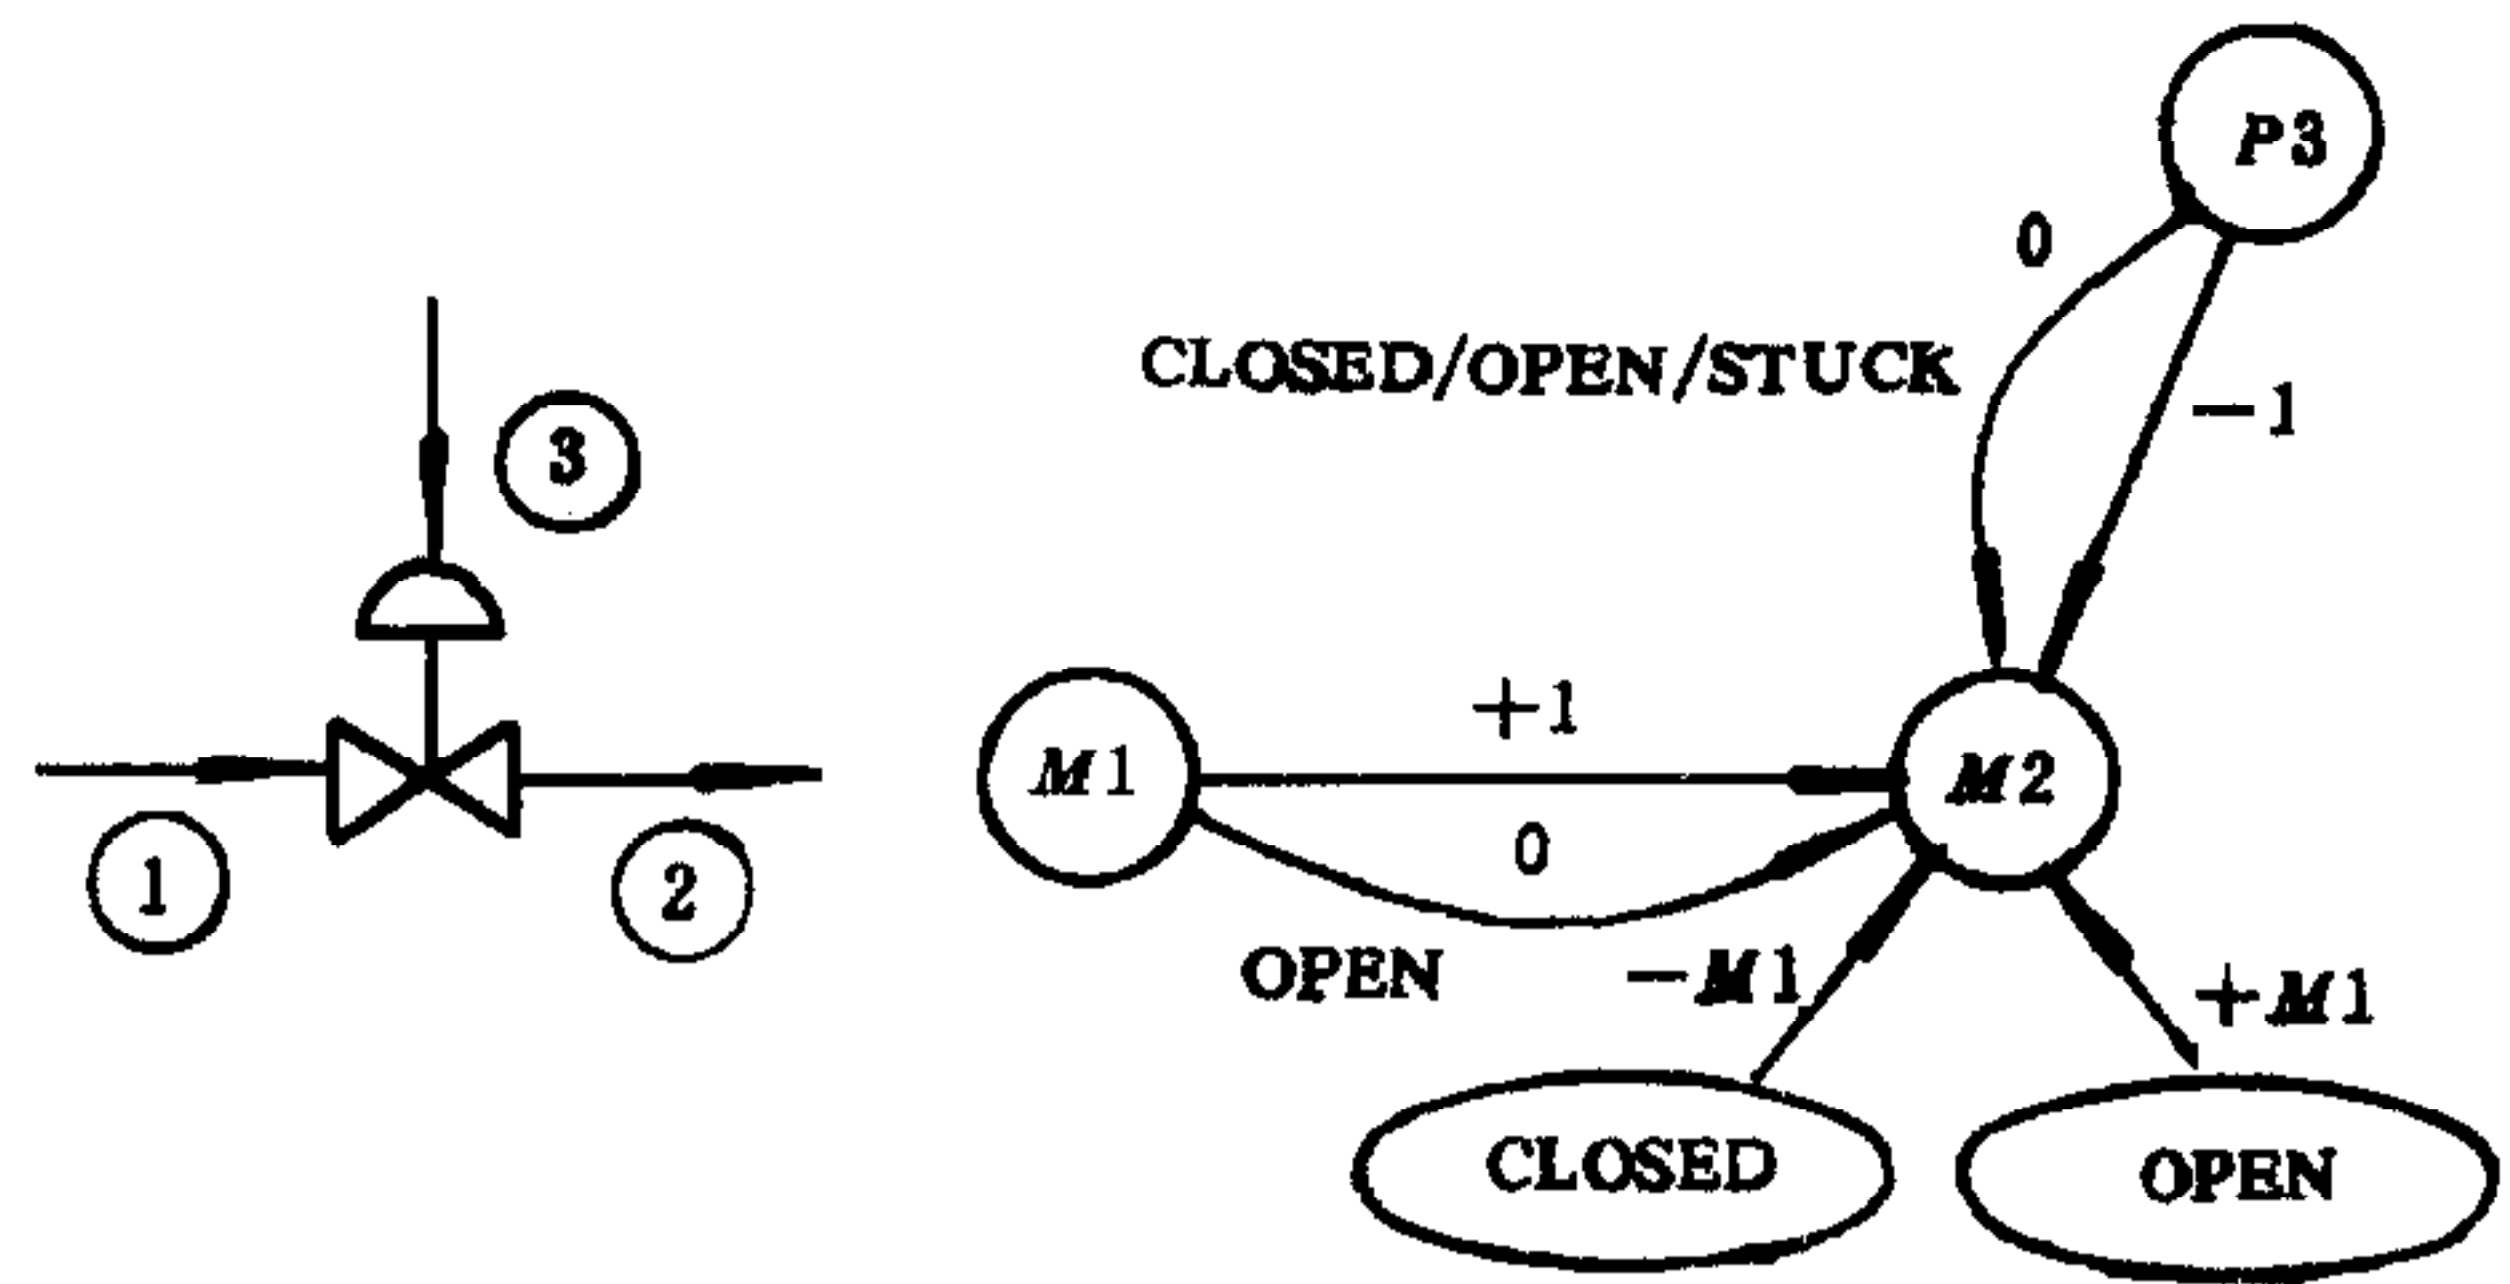 P3
0
CLOSED/OPEN/STUCK
−1
3
+1
M1
M2
0
1
2
OPEN
−M1
+M1
CLOSED
OPEN